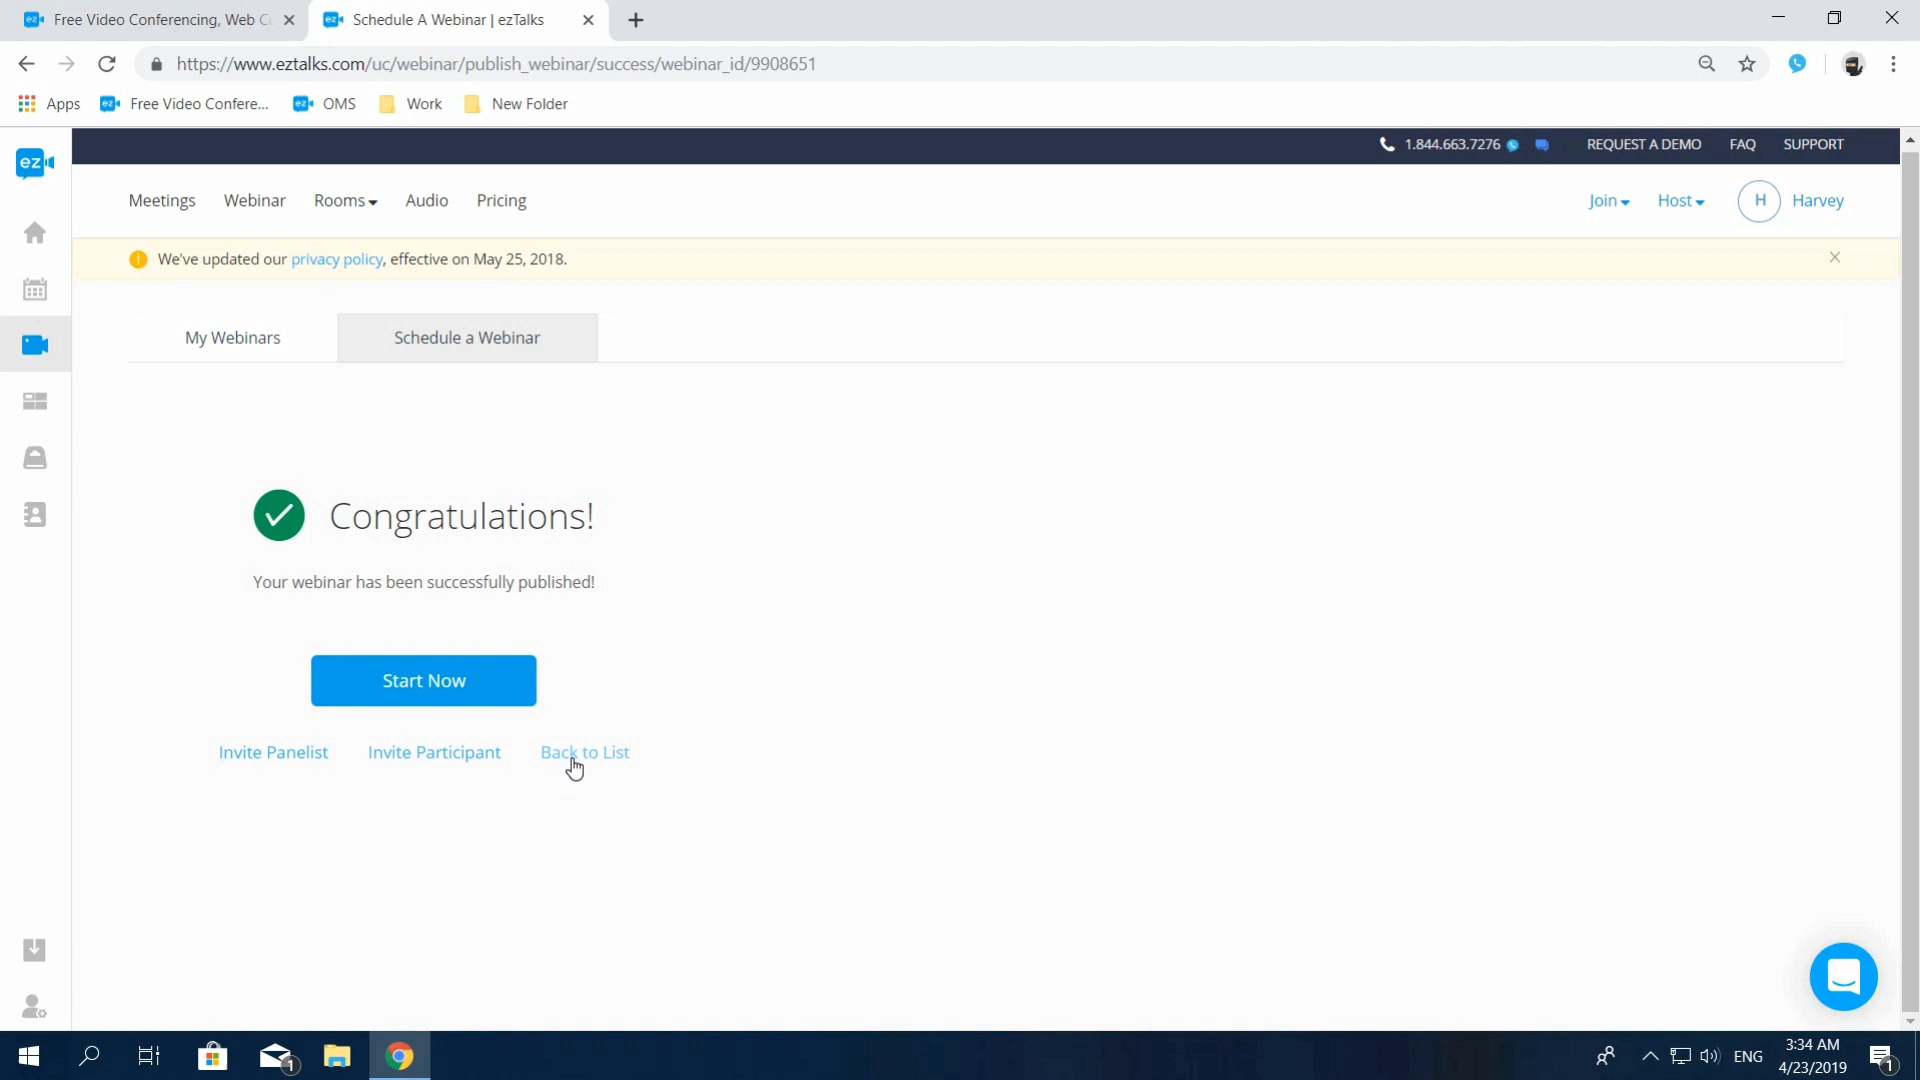 Free Video Conferencing, Web C
Schedule A Webinar | ezTalks
https://www.eztalks.com/uc/webinar/publish_webinar/success/webinar_id/9908651
Apps
Free Video Confere...
OMS
Work
New Folder
ez
1.844.663.7276
REQUEST A DEMO
FAQ
SUPPORT
Meetings
Webinar
Rooms
Audio
Pricing
Join
Host
H
Harvey
We've updated our privacy policy, effective on May 25, 2018.
My Webinars
Schedule a Webinar
Congratulations!
Your webinar has been successfully published!
Start Now
Invite Panelist
Invite Participant
Back to List
1
ENG
3:34 AM
4/23/2019
1